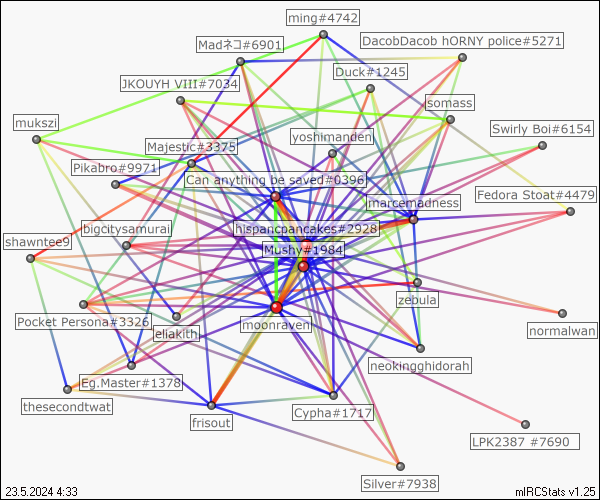 ming#4742
Madネコ#6901
DacobDacob hORNY police#5271
JKOUYH VIII#7034
Duck#1245
somass
mukszi
yoshimanden
Swirly Boi#6154
Majestic#3375
Pikabro#9971
Can anything be saved#0396
Fedora Stoat#4479
marcemadness
bigcitysamurai
hispancpancakes#2928
shawntee9
Mushy#1984
zebula
Pocket Persona#3326
eliakith
moonraven
normalwan
neokingghidorah
Eg.Master#1378
thesecondtwat
frisout
Cypha#1717
LPK2387 #7690
Silver#7938
23.5.2024 4:33
mIRCStats v1.25